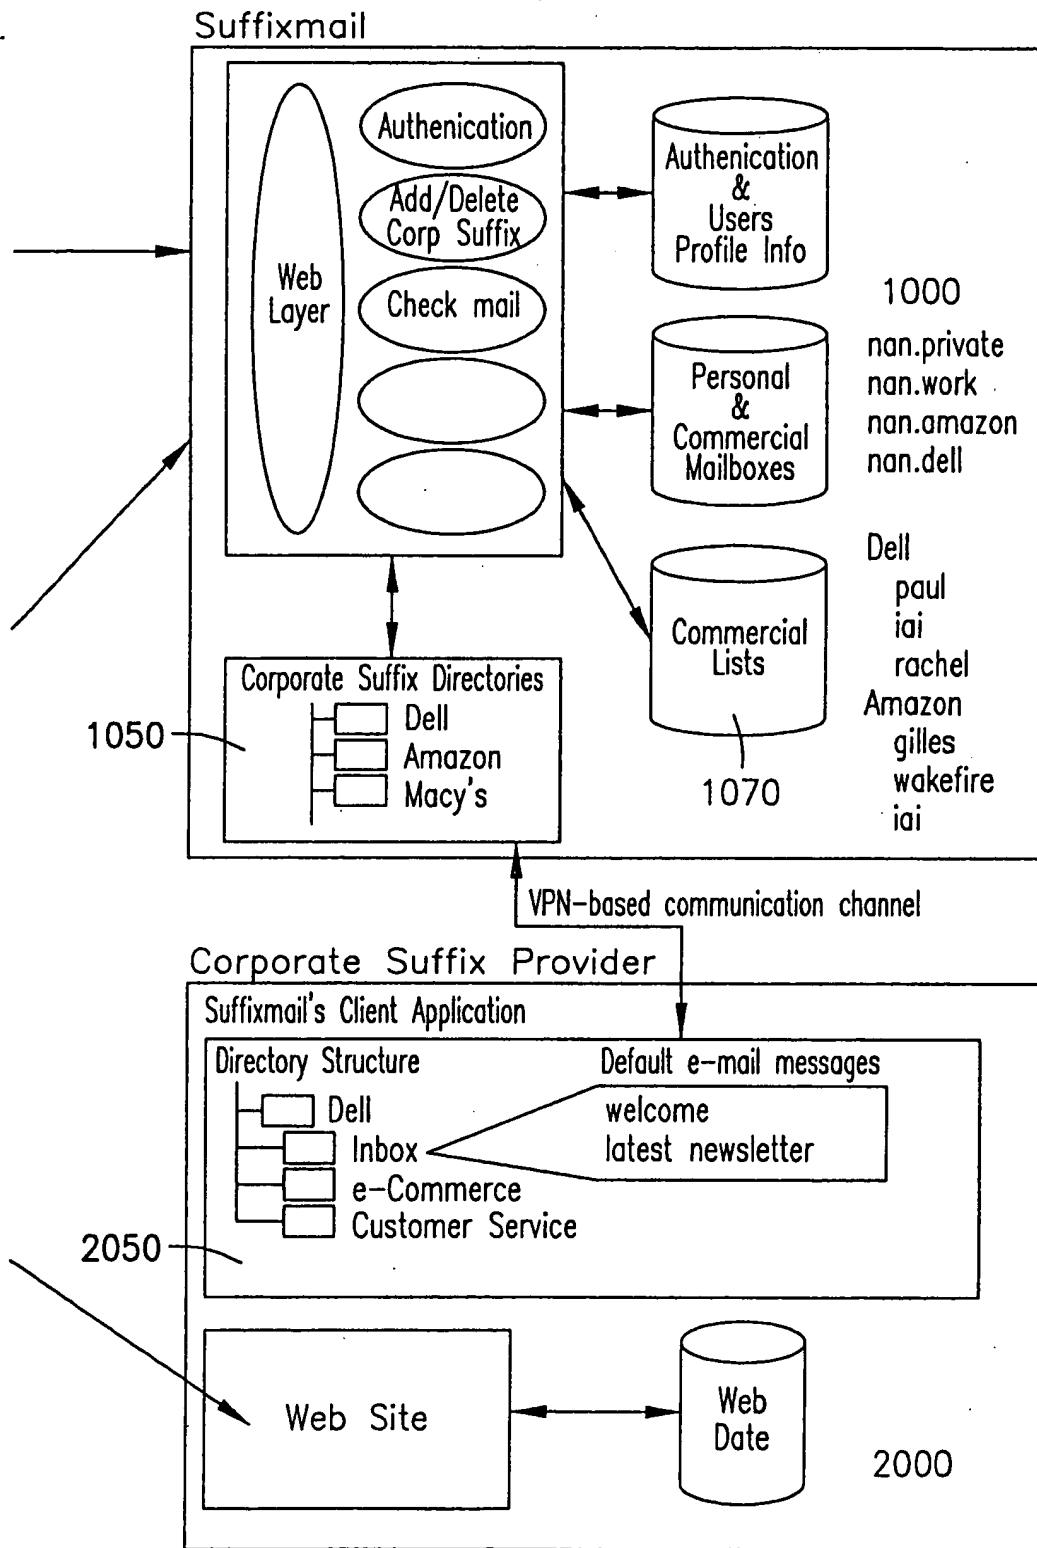 Suffixmail
Authenication
Add/Delete
Corp Suffix
Web
Layer
Check mail
Authenication
&
Users
Profile Info
1000
Personal
&
Commercial
Mailboxes
nan.private
nan.work
nan.amazon
nan.dell
Commercial
Lists
1070
Dell
paul
iai
rachel
Amazon
gilles
wakefire
iai
Corporate Suffix Directories
Dell
Amazon
Macy's
1050
VPN-based communication channel
Corporate Suffix Provider
Suffixmail's Client Application
Directory Structure
Dell
Inbox
e-Commerce
Customer Service
Default e-mail messages
welcome
latest newsletter
2050
Web Site
Web
Date
2000